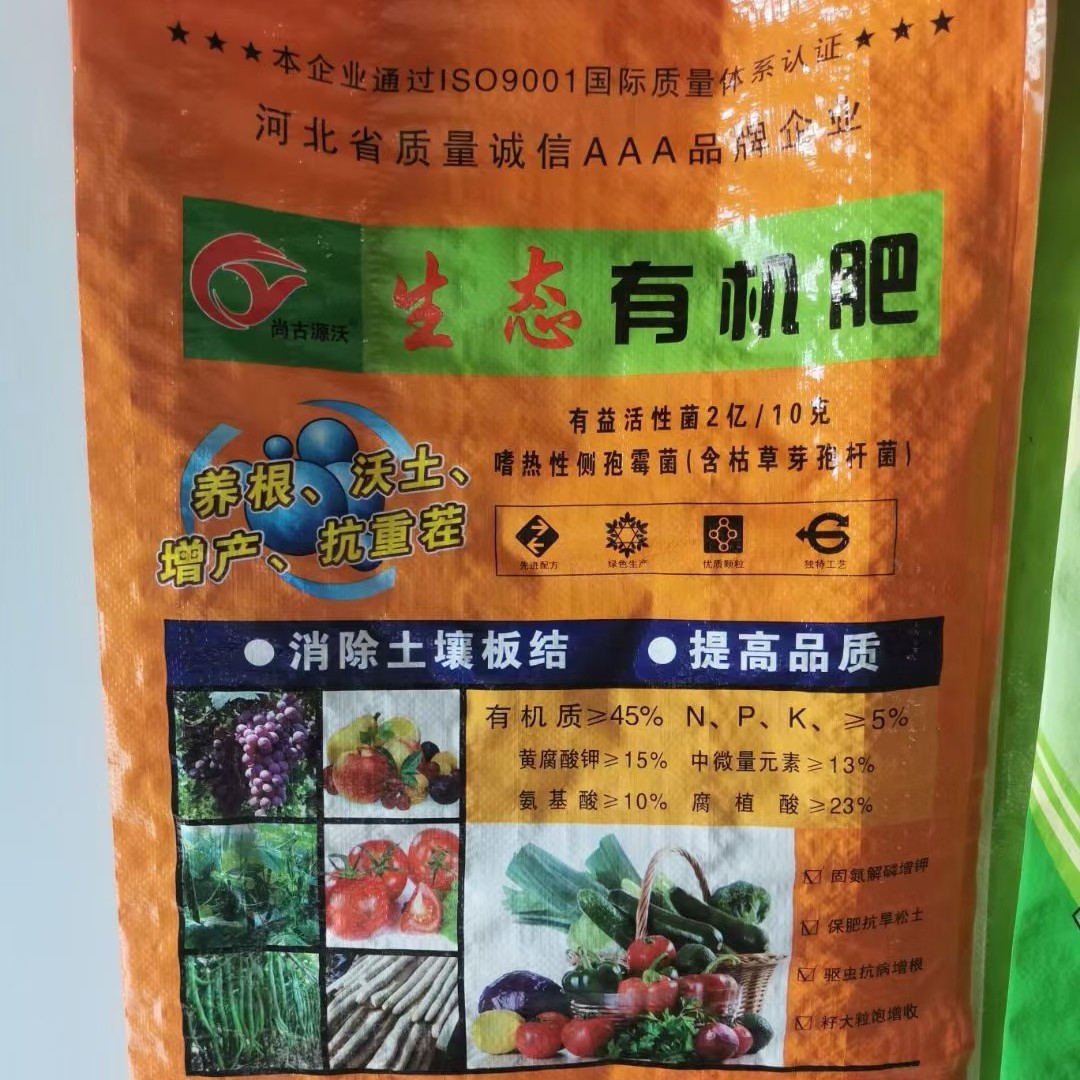 ★★★本企业通过ISO9001国际质量体系认证★★★
河北省质量诚信AAA品牌企业
尚古源沃
生态有机肥
有益活性菌2亿/10克
嗜热性侧孢霉菌(含枯草芽孢杆菌)
养根、沃土、
增产、抗重茬
先进配方 绿色生产 优质颗粒 独特工艺
●消除土壤板结 ●提高品质
有机质≥45% N、P、K、≥5%
黄腐酸钾≥15% 中微量元素≥13%
氨基酸≥10% 腐植酸≥23%
固氮解磷增钾
保肥抗旱松土
驱虫抗病增根
籽大粒饱增收